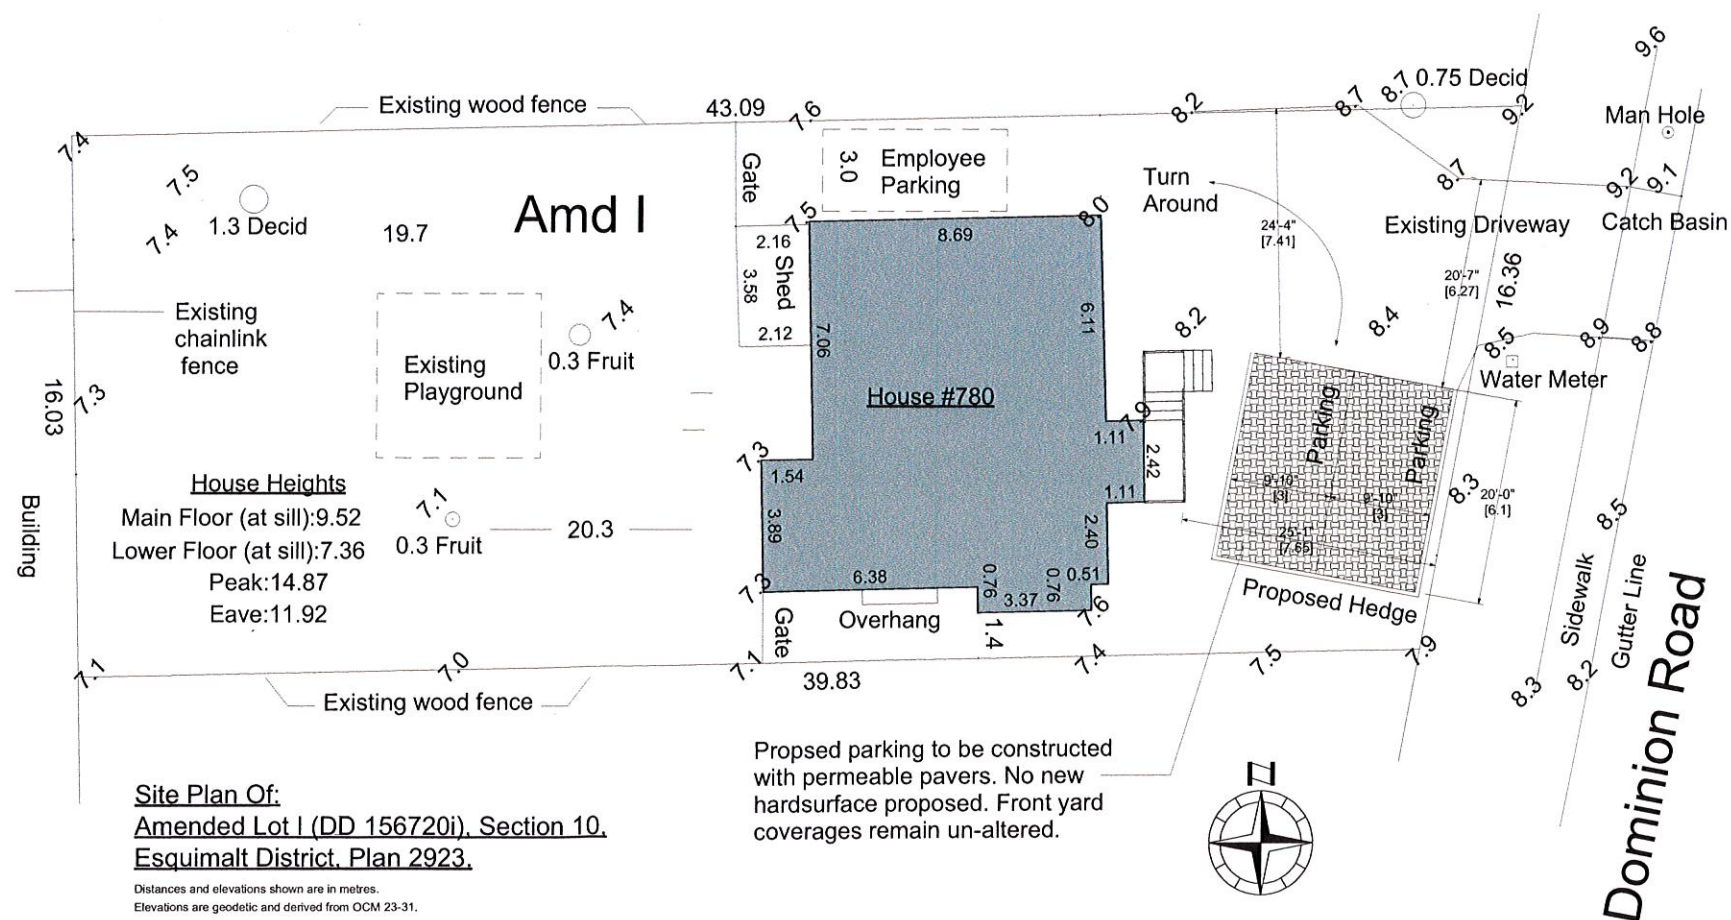 Existing wood fence
43.09
7.6
8.2
8.7
8.7
0.75 Decid
9.2
9.6
Man Hole
7.4
7.5
7.4
1.3 Decid
19.7
Amd I
Gate
3.0
Employee
Parking
Turn
Around
8.7
9.2
9.1
Existing Driveway
Catch Basin
7.5
8.0
8.69
2.16
Shed
3.58
2.12
7.06
6.11
24'-4"
[7.41]
20'-7"
[6.27]
16.36
Existing
chainlink
fence
7.4
0.3 Fruit
Existing
Playground
8.2
8.4
8.5
8.9
8.8
Water Meter
16.03
7.3
House #780
7.9
1.11
2.42
1.11
Parking
Parking
9'-10"
[3]
9'-10"
[3]
8.3
20'-0"
[6.1]
25'-1"
[7.65]
7.3
1.54
3.89
House Heights
Main Floor (at sill):9.52
Lower Floor (at sill):7.36
Peak:14.87
Eave:11.92
7.1
0.3 Fruit
20.3
Building
2.40
6.38
0.76
0.76
0.51
3.37
7.3
7.6
Overhang
1.4
Gate
Proposed Hedge
8.5
Sidewalk
Gutter Line
7.1
7.0
7.1
7.4
7.5
7.9
8.3
8.2
Existing wood fence
39.83
Dominion Road
Propsed parking to be constructed
with permeable pavers. No new
hardsurface proposed. Front yard
coverages remain un-altered.
N
Site Plan Of:
Amended Lot I (DD 156720i), Section 10,
Esquimalt District, Plan 2923,
Distances and elevations shown are in metres.
Elevations are geodetic and derived from OCM 23-31.